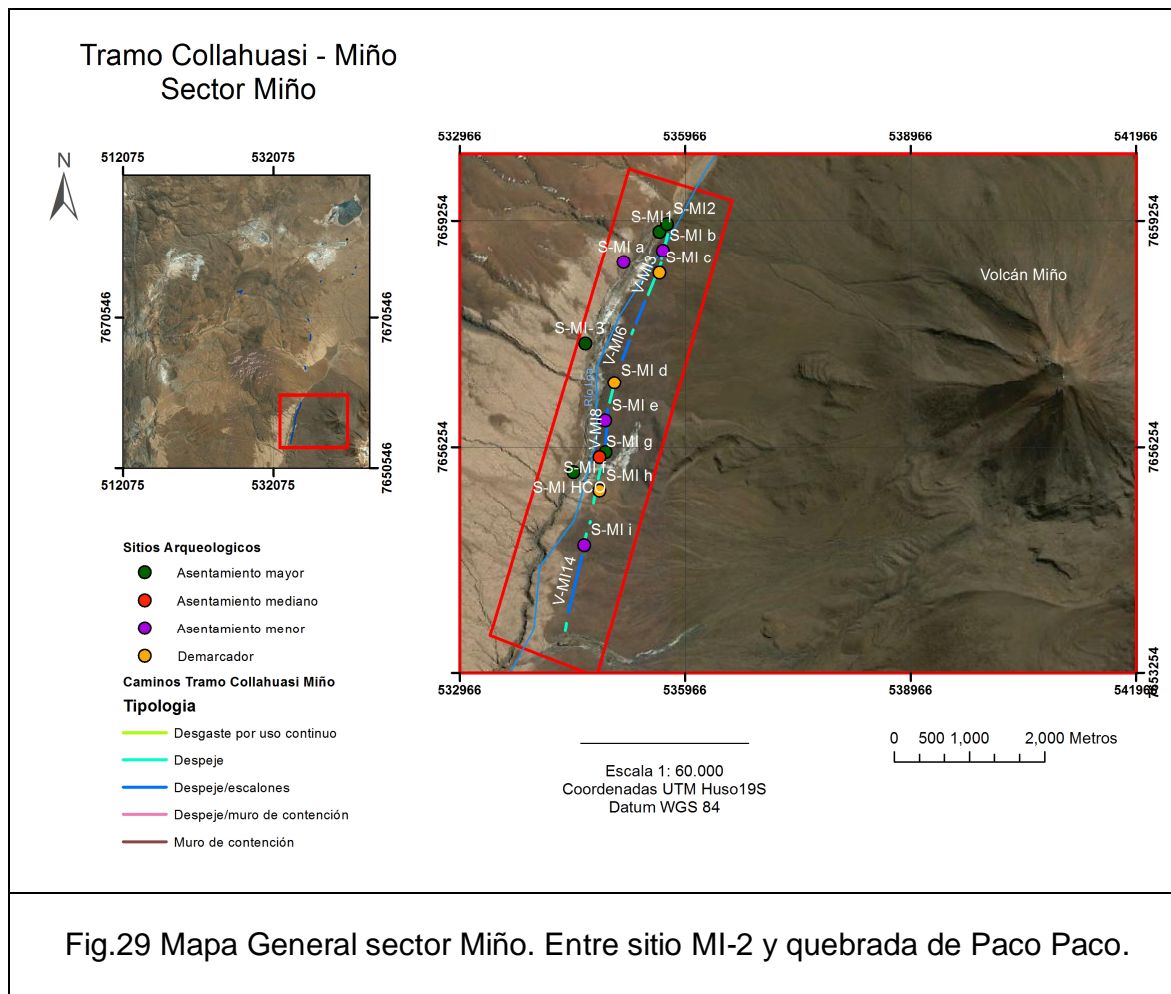 Tramo Collahuasi - Miño
Sector Miño
N
512075
532075
7670546
7650546
512075
532075
532966
535966
538966
541966
7659254
7656254
7653254
7659254
7656254
7653254
532966
535966
538966
541966
S-MI1
S-MI2
S-MI b
S-MI a
S-MI c
V-MI3
S-MI-3
V-MI6
Río Loa
S-MI d
S-MI e
V-MI8
S-MI g
S-MI f
S-MI h
S-MI HCO
S-MI i
V-MI14
Volcán Miño
Sitios Arqueologicos
Asentamiento mayor
Asentamiento mediano
Asentamiento menor
Demarcador
Caminos Tramo Collahuasi Miño
Tipologia
Desgaste por uso continuo
Despeje
Despeje/escalones
Despeje/muro de contención
Muro de contención
Escala 1: 60.000
Coordenadas UTM Huso19S
Datum WGS 84
0 500 1,000 2,000 Metros
Fig.29 Mapa General sector Miño. Entre sitio MI-2 y quebrada de Paco Paco.